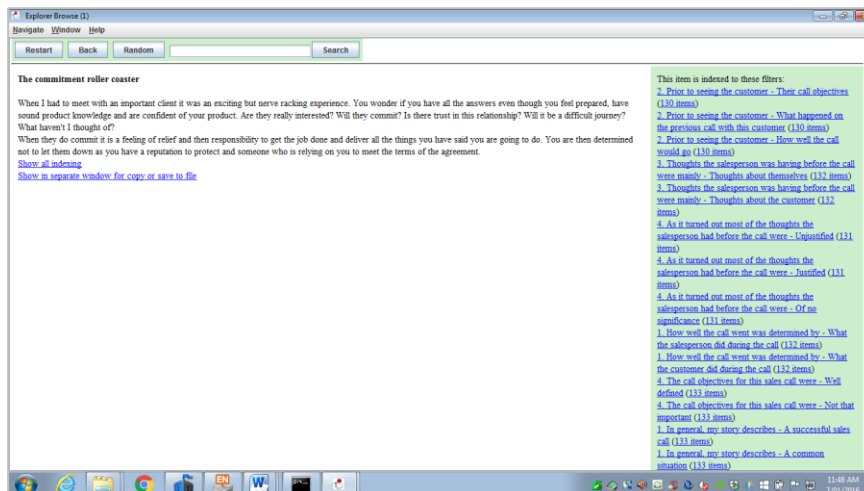 Explorer Browse (1)
Navigate Window Help
Restart Back Random Search
The commitment roller coaster
When I had to meet with an important client it was an exciting but nerve racking experience. You wonder if you have all the answers even though you feel prepared, have
sound product knowledge and are confident of your product. Are they really interested? Will they commit? Is there trust in this relationship? Will it be a difficult journey?
What haven't I thought of?
When they do commit it is a feeling of relief and then responsibility to get the job done and deliver all the things you have said you are going to do. You are then determined
not to let them down as you have a reputation to protect and someone who is relying on you to meet the terms of the agreement.
Show all indexing
Show in separate window for copy or save to file
This item is indexed to these filters:
2. Prior to seeing the customer - Their call objectives
(130 items)
2. Prior to seeing the customer - What happened on
the previous call with this customer (130 items)
2. Prior to seeing the customer - How well the call
would go (130 items)
3. Thoughts the salesperson was having before the call
were mainly - Thoughts about themselves (132 items)
3. Thoughts the salesperson was having before the call
were mainly - Thoughts about the customer (132
items)
4. As it turned out most of the thoughts the
salesperson had before the call were - Unjustified (131
items)
4. As it turned out most of the thoughts the
salesperson had before the call were - Justified (131
items)
4. As it turned out most of the thoughts the
salesperson had before the call were - Of no
significance (131 items)
1. How well the call went was determined by - What
the salesperson did during the call (132 items)
1. How well the call went was determined by - What
the customer did during the call (132 items)
4. The call objectives for this sales call were - Well
defined (133 items)
4. The call objectives for this sales call were - Not that
important (133 items)
1. In general, my story describes - A successful sales
call (133 items)
1. In general, my story describes - A common
situation (133 items)
EN
W
11:48 AM
7/01/2016